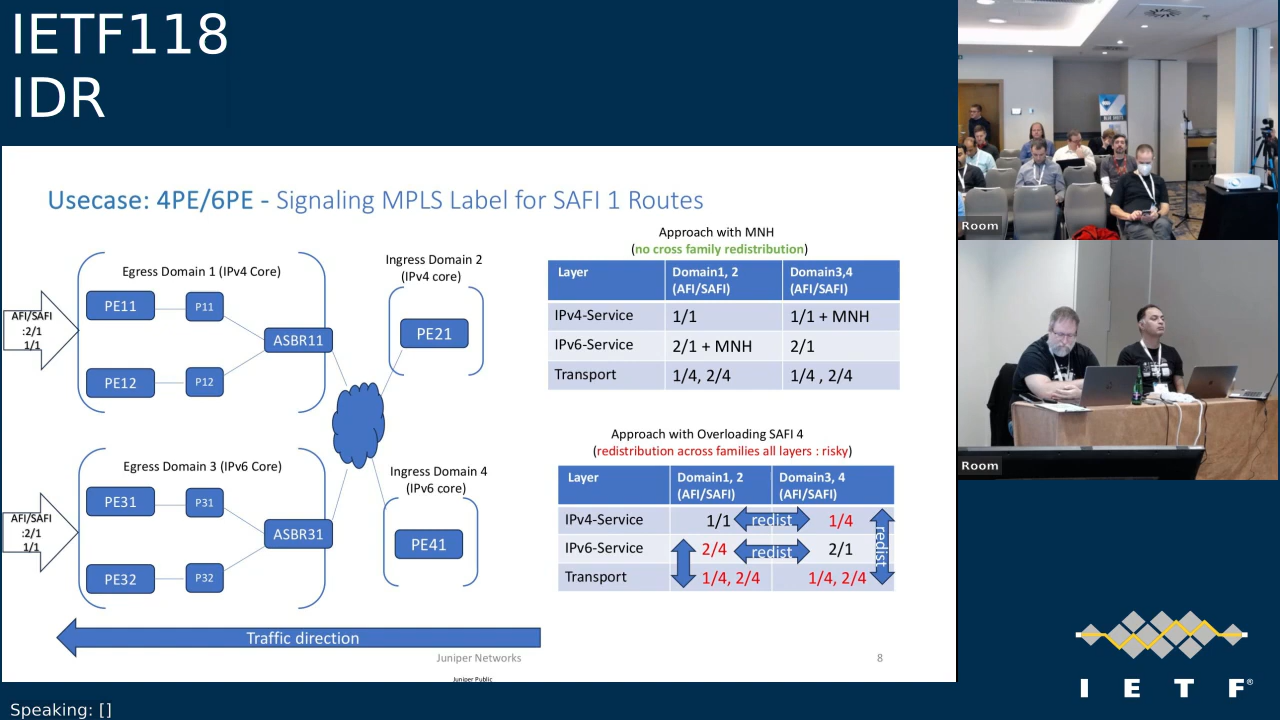 IETF118
IDR
Usecase: 4PE/6PE - Signaling MPLS Label for SAFI 1 Routes
Egress Domain 1 (IPv4 Core)
AFI/SAFI
:2/1
1/1
PE11
P11
PE12
P12
ASBR11
Ingress Domain 2
(IPv4 core)
PE21
Egress Domain 3 (IPv6 Core)
AFI/SAFI
:2/1
1/1
PE31
P31
PE32
P32
ASBR31
Ingress Domain 4
(IPv6 core)
PE41
Traffic direction
Approach with MNH
(no cross family redistribution)
Layer Domain1, 2 (AFI/SAFI) Domain3,4 (AFI/SAFI)
IPv4-Service 1/1 1/1 + MNH
IPv6-Service 2/1 + MNH 2/1
Transport 1/4, 2/4 1/4 , 2/4
Approach with Overloading SAFI 4
(redistribution across families all layers : risky)
Layer Domain1, 2 (AFI/SAFI) Domain3, 4 (AFI/SAFI)
IPv4-Service 1/1 redist 1/4
IPv6-Service 2/4 redist 2/1
Transport 1/4, 2/4 1/4, 2/4
redist
Juniper Networks
8
Juniper Public
Room
Room
I E T F®
Speaking: []